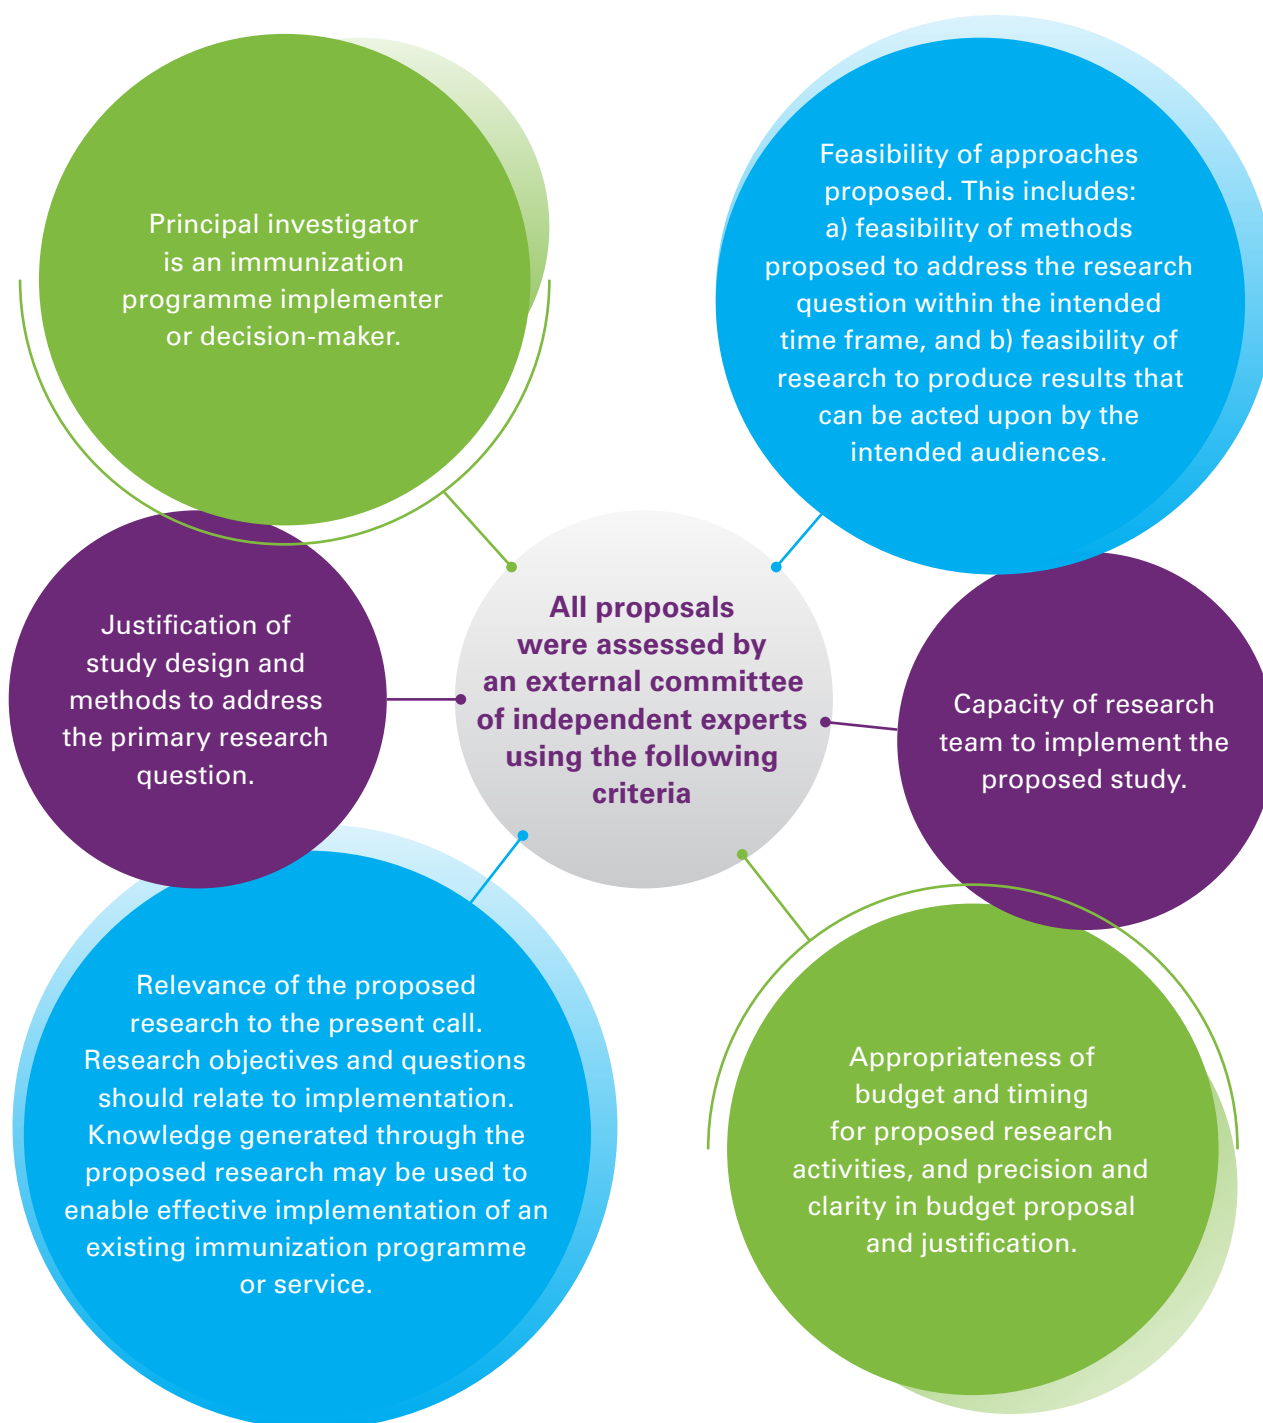 Principal investigator
is an immunization
programme implementer
or decision-maker.
Feasibility of approaches
proposed. This includes:
a) feasibility of methods
proposed to address the research
question within the intended
time frame, and b) feasibility of
research to produce results that
can be acted upon by the
intended audiences.
Justification of
study design and
methods to address
the primary research
question.
All proposals
were assessed by
an external committee
of independent experts
using the following
criteria
Capacity of research
team to implement the
proposed study.
Relevance of the proposed
research to the present call.
Research objectives and questions
should relate to implementation.
Knowledge generated through the
proposed research may be used to
enable effective implementation of an
existing immunization programme
or service.
Appropriateness of
budget and timing
for proposed research
activities, and precision and
clarity in budget proposal
and justification.